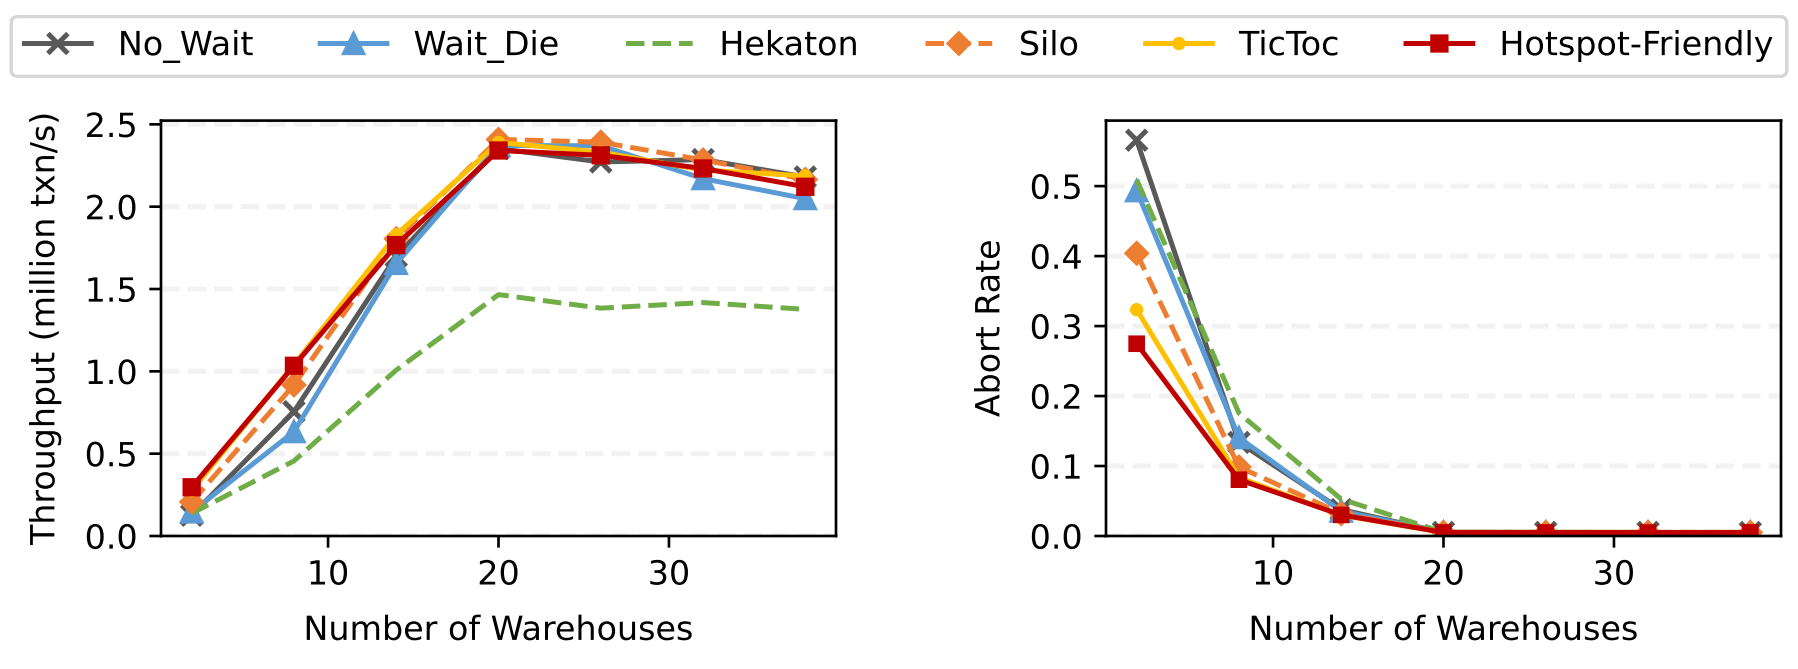 No_Wait Wait_Die Hekaton Silo TicToc Hotspot-Friendly
Throughput (million txn/s)
2.5
2.0
1.5
1.0
0.5
0.0
10 20 30
Number of Warehouses
Abort Rate
0.5
0.4
0.3
0.2
0.1
0.0
10 20 30
Number of Warehouses